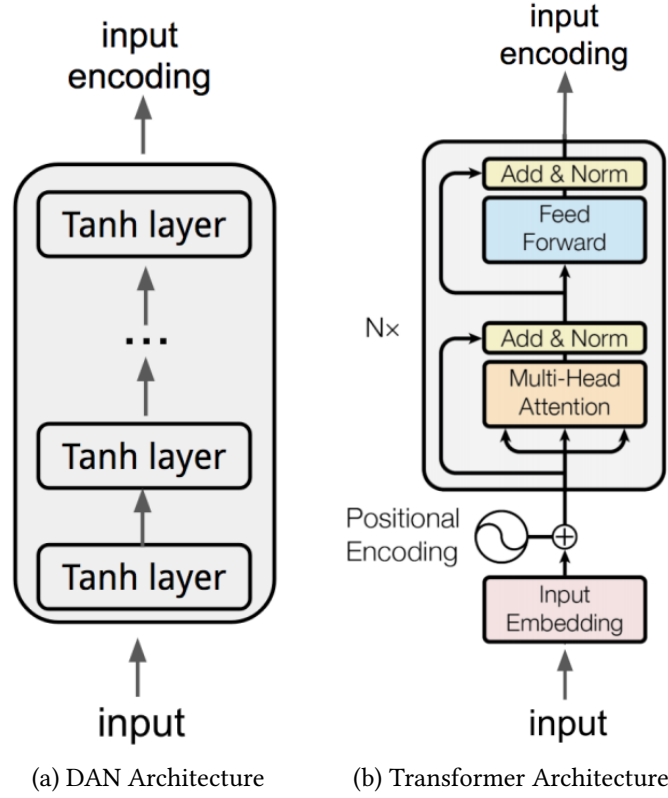 input
encoding
Tanh layer
...
Tanh layer
Tanh layer
input
(a) DAN Architecture
input
encoding
Add & Norm
Feed
Forward
N×
Add & Norm
Multi-Head
Attention
Positional
Encoding
Input
Embedding
input
(b) Transformer Architecture